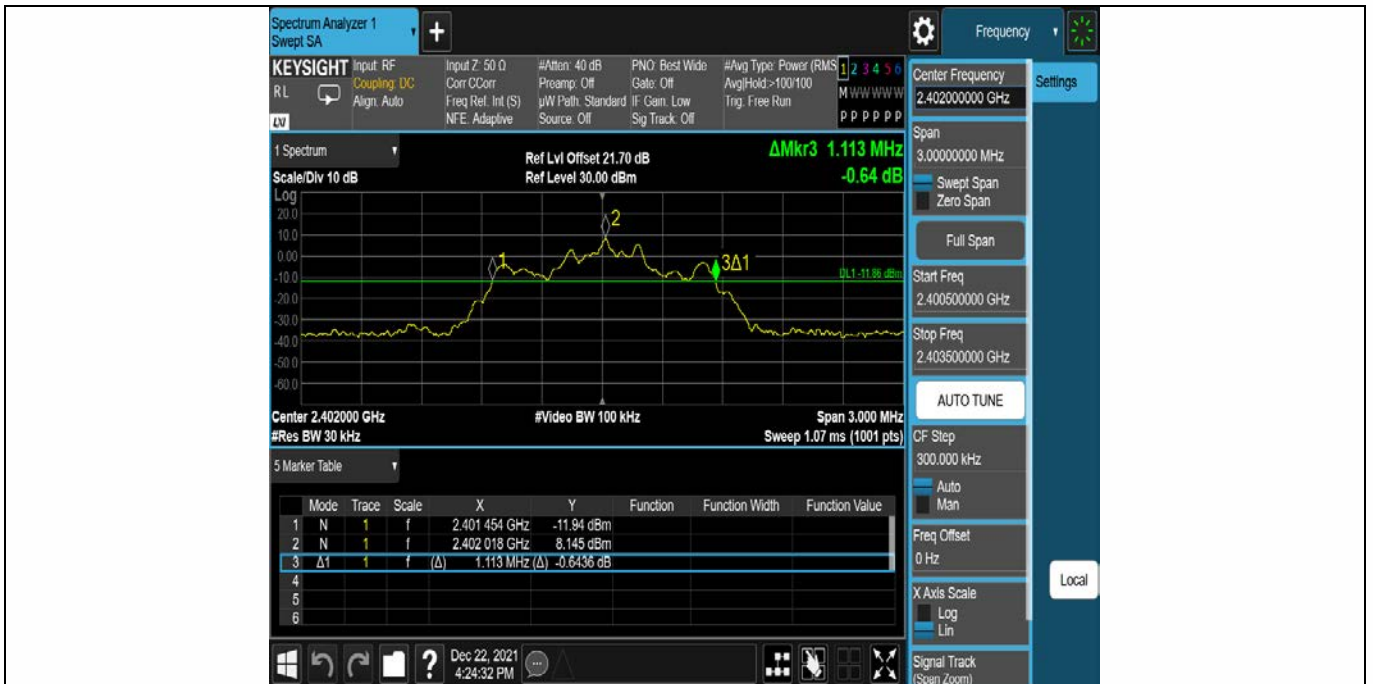 Spectrum Analyzer 1
Swept SA
+
Frequency
KEYSIGHT
RL
LV
Input: RF
Coupling: DC
Align: Auto
Input Z: 50 Ω
Corr CCorr
Freq Ref: Int (S)
NFE: Adaptive
#Atten: 40 dB
Preamp: Off
µW Path: Standard
Source: Off
PNO: Best Wide
Gate: Off
IF Gain: Low
Sig Track: Off
#Avg Type: Power (RMS
Avg|Hold:>100/100
Trig: Free Run
1 2 3 4 5 6
M W W W W W
P P P P P P
1 Spectrum
Scale/Div 10 dB
Ref Lvl Offset 21.70 dB
Ref Level 30.00 dBm
ΔMkr3 1.113 MHz
-0.64 dB
Log
20.0
10.0
0.00
-10.0
-20.0
-30.0
-40.0
-50.0
-60.0
1
2
3Δ1
DL1 -11.86 dBm
Center 2.402000 GHz
#Video BW 100 kHz
Span 3.000 MHz
#Res BW 30 kHz
Sweep 1.07 ms (1001 pts)
5 Marker Table
Mode Trace Scale X Y Function Function Width Function Value
1 N 1 f 2.401 454 GHz -11.94 dBm
2 N 1 f 2.402 018 GHz 8.145 dBm
3 Δ1 1 f (Δ) 1.113 MHz (Δ) -0.6436 dB
4
5
6
?
Dec 22, 2021
4:24:32 PM
Center Frequency
2.402000000 GHz
Span
3.00000000 MHz
Swept Span
Zero Span
Full Span
Start Freq
2.400500000 GHz
Stop Freq
2.403500000 GHz
AUTO TUNE
CF Step
300.000 kHz
Auto
Man
Freq Offset
0 Hz
X Axis Scale
Log
Lin
Signal Track
(Span Zoom)
Settings
Local